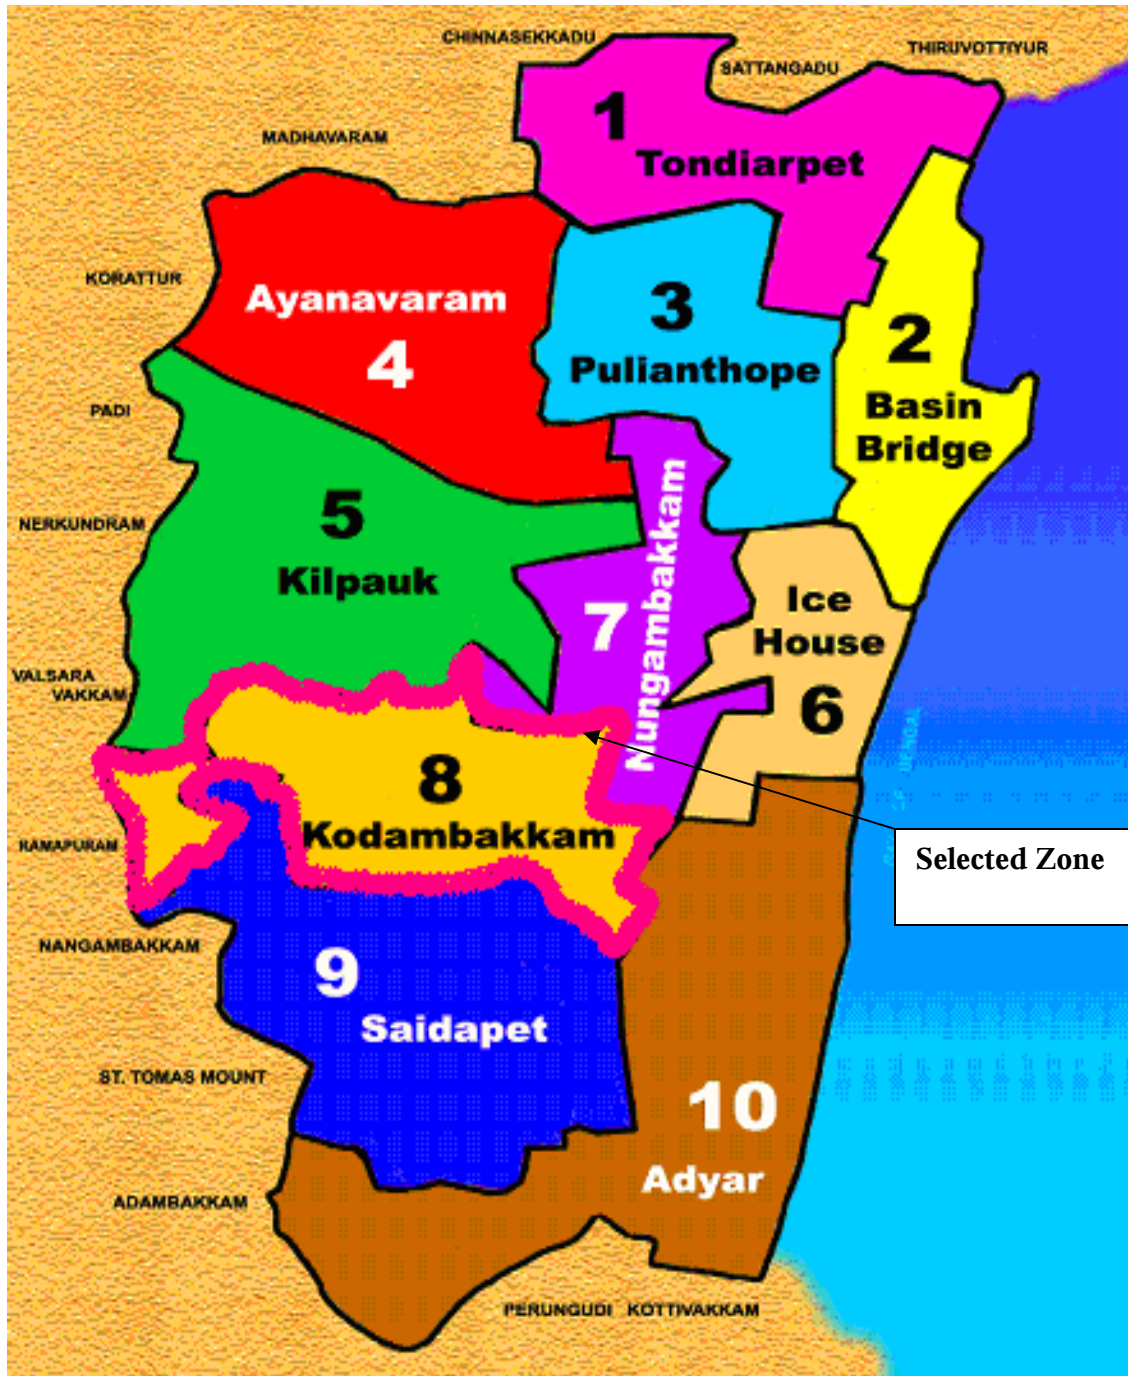 CHINNASEKKADU
THIRUVOTTIYUR
SATTANGADU
1
Tondiarpet
MADHAVARAM
KORATTUR
Ayanavaram
4
3
Pulianthope
2
Basin
Bridge
PADI
NERKUNDRAM
5
Kilpauk
7
Nungambakkam
Ice
House
6
VALSARA
VAKKAM
8
Kodambakkam
RAMAPURAM
Selected Zone
NANGAMBAKKAM
9
Saidapet
ST. TOMAS MOUNT
10
Adyar
ADAMBAKKAM
PERUNGUDI KOTTIVAKKAM